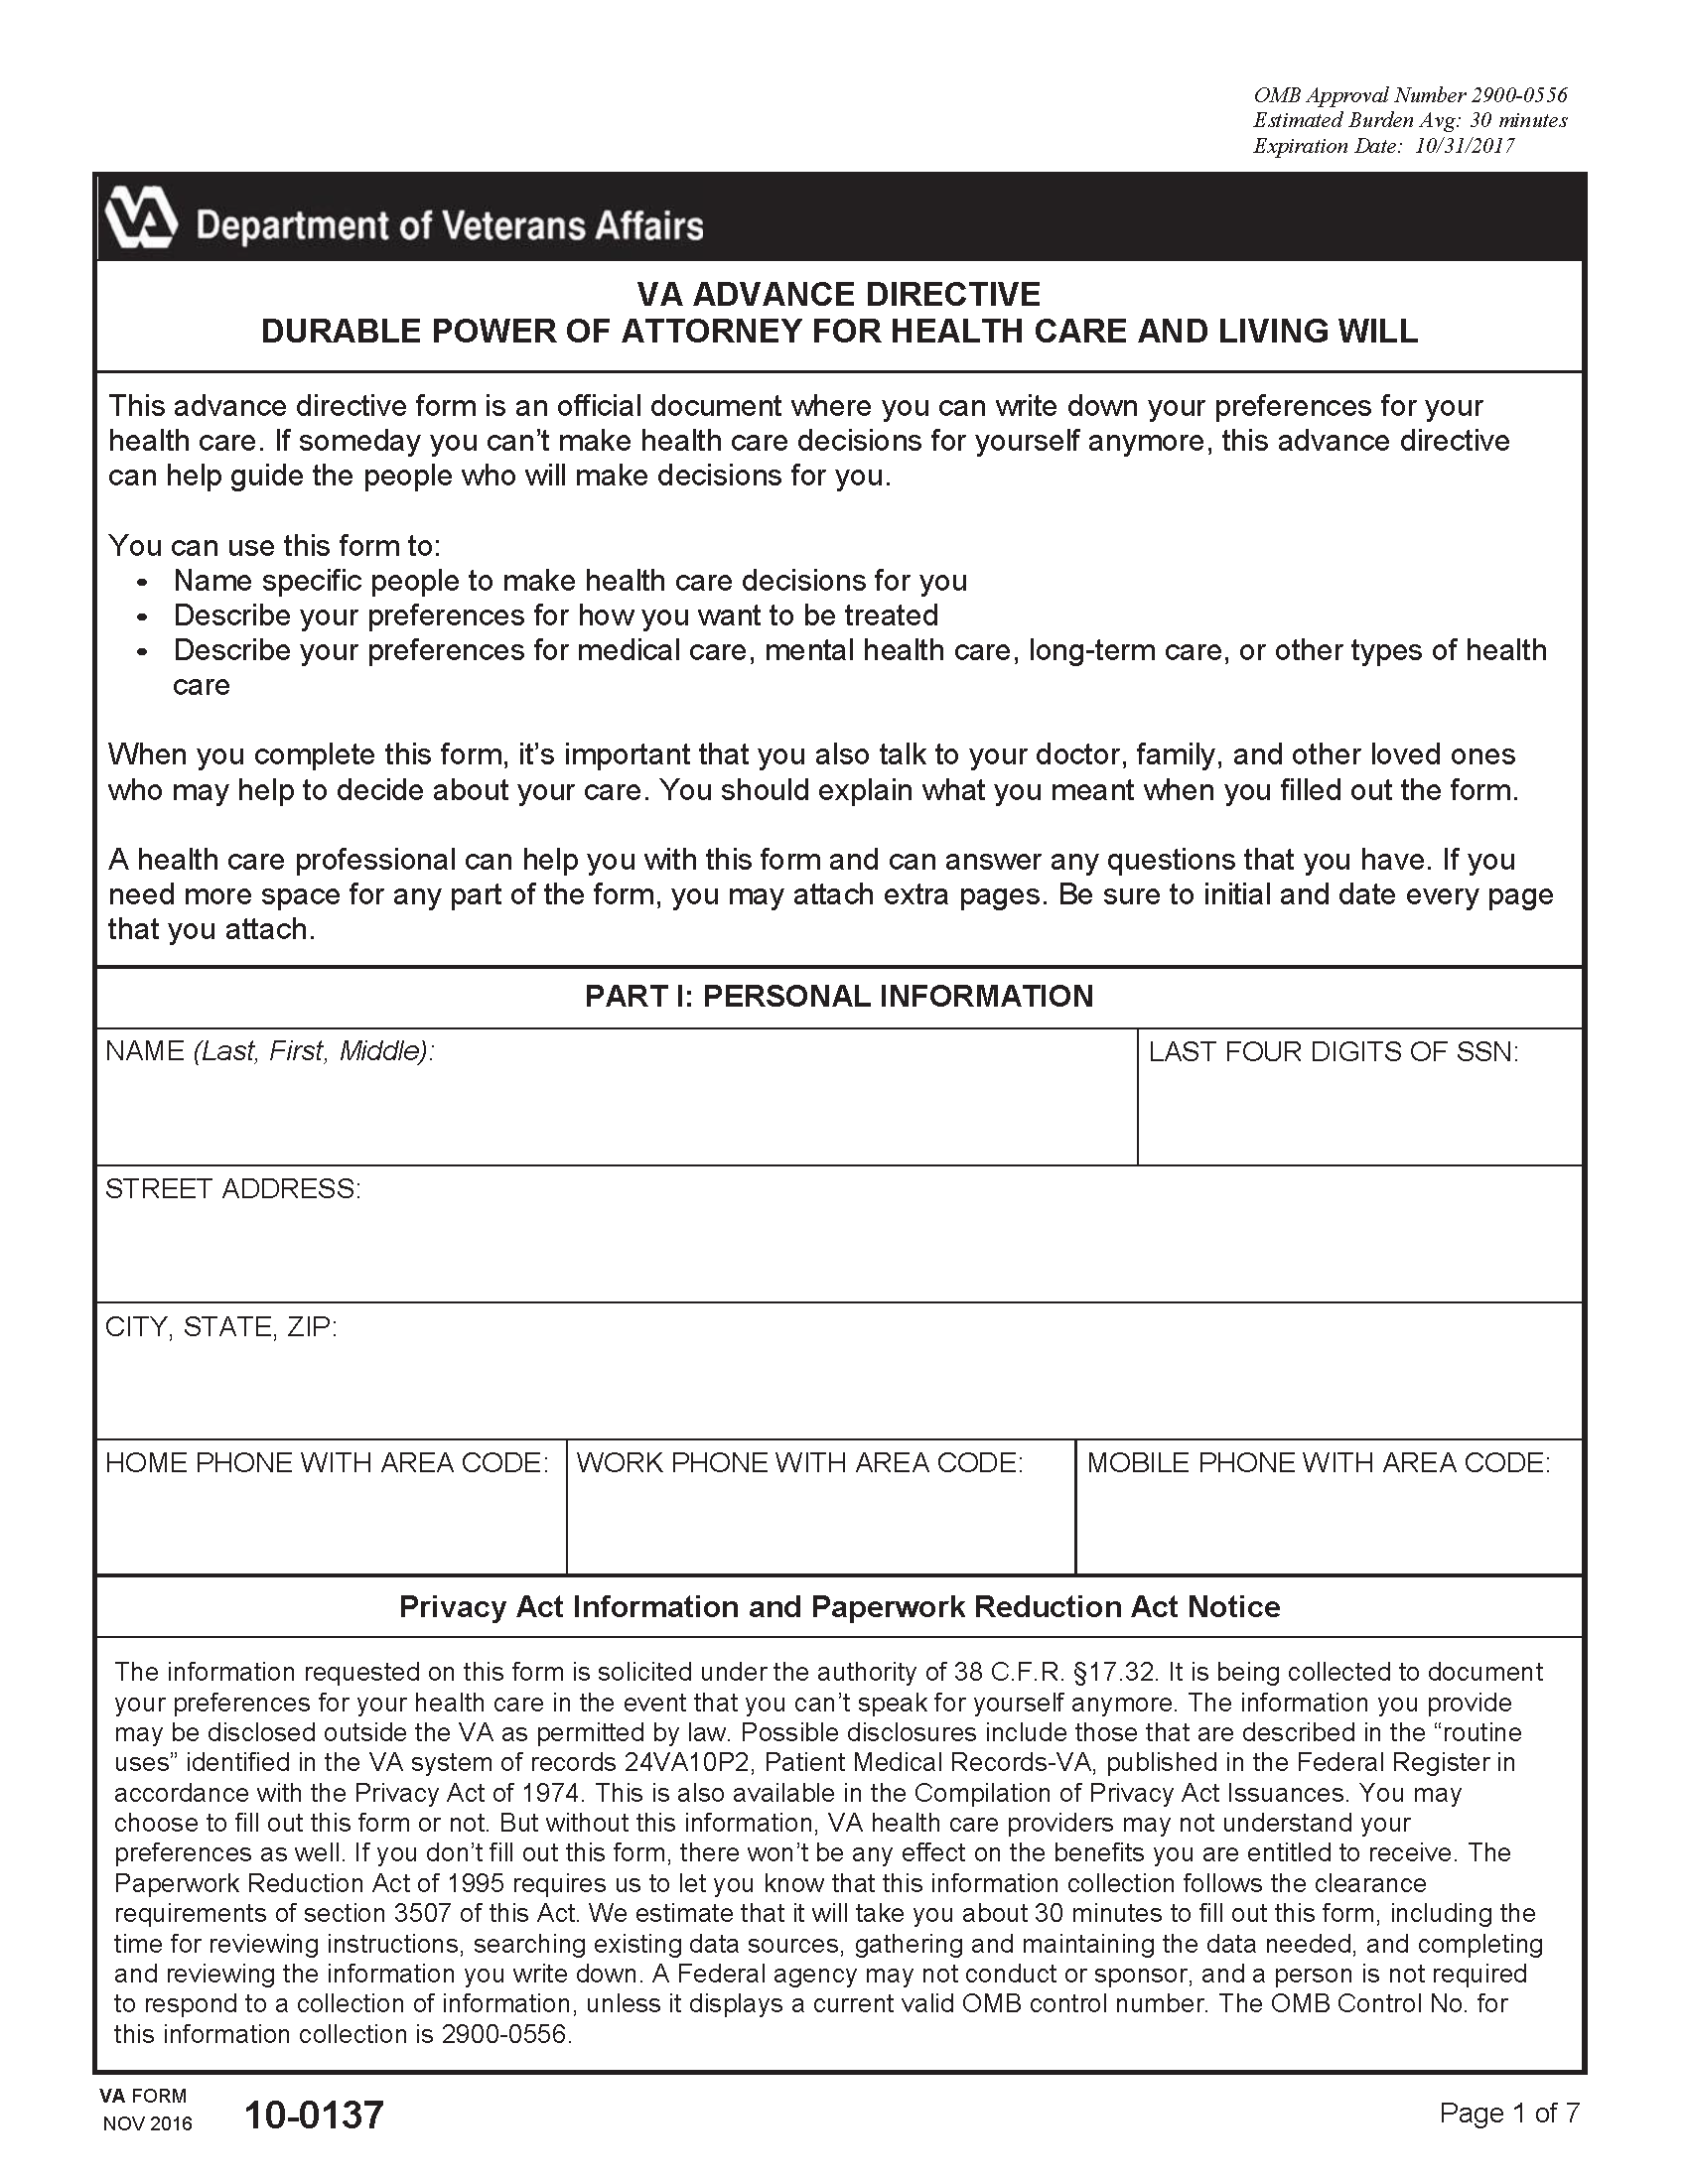 OMB Approval Number 2900-0556
Estimated Burden Avg: 30 minutes
Expiration Date: 10/31/2017
VA Department of Veterans Affairs
VA ADVANCE DIRECTIVE
DURABLE POWER OF ATTORNEY FOR HEALTH CARE AND LIVING WILL
This advance directive form is an official document where you can write down your preferences for your
health care. If someday you can’t make health care decisions for yourself anymore, this advance directive
can help guide the people who will make decisions for you.
You can use this form to:
• Name specific people to make health care decisions for you
• Describe your preferences for how you want to be treated
• Describe your preferences for medical care, mental health care, long-term care, or other types of health
care
When you complete this form, it’s important that you also talk to your doctor, family, and other loved ones
who may help to decide about your care. You should explain what you meant when you filled out the form.
A health care professional can help you with this form and can answer any questions that you have. If you
need more space for any part of the form, you may attach extra pages. Be sure to initial and date every page
that you attach.
PART I: PERSONAL INFORMATION
NAME (Last, First, Middle):
LAST FOUR DIGITS OF SSN:
STREET ADDRESS:
CITY, STATE, ZIP:
HOME PHONE WITH AREA CODE:
WORK PHONE WITH AREA CODE:
MOBILE PHONE WITH AREA CODE:
Privacy Act Information and Paperwork Reduction Act Notice
The information requested on this form is solicited under the authority of 38 C.F.R. §17.32. It is being collected to document
your preferences for your health care in the event that you can’t speak for yourself anymore. The information you provide
may be disclosed outside the VA as permitted by law. Possible disclosures include those that are described in the “routine
uses” identified in the VA system of records 24VA10P2, Patient Medical Records-VA, published in the Federal Register in
accordance with the Privacy Act of 1974. This is also available in the Compilation of Privacy Act Issuances. You may
choose to fill out this form or not. But without this information, VA health care providers may not understand your
preferences as well. If you don’t fill out this form, there won’t be any effect on the benefits you are entitled to receive. The
Paperwork Reduction Act of 1995 requires us to let you know that this information collection follows the clearance
requirements of section 3507 of this Act. We estimate that it will take you about 30 minutes to fill out this form, including the
time for reviewing instructions, searching existing data sources, gathering and maintaining the data needed, and completing
and reviewing the information you write down. A Federal agency may not conduct or sponsor, and a person is not required
to respond to a collection of information, unless it displays a current valid OMB control number. The OMB Control No. for
this information collection is 2900-0556.
VA FORM
NOV 2016
10-0137
Page 1 of 7